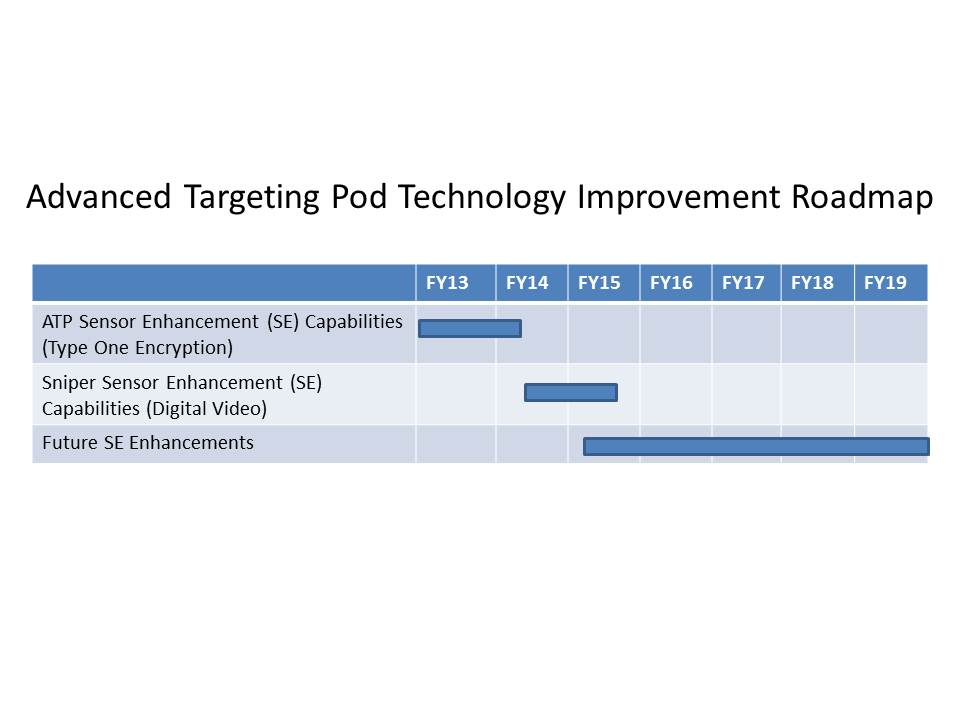 Advanced Targeting Pod Technology Improvement Roadmap
FY13 FY14 FY15 FY16 FY17 FY18 FY19
ATP Sensor Enhancement (SE) Capabilities
(Type One Encryption)
Sniper Sensor Enhancement (SE)
Capabilities (Digital Video)
Future SE Enhancements